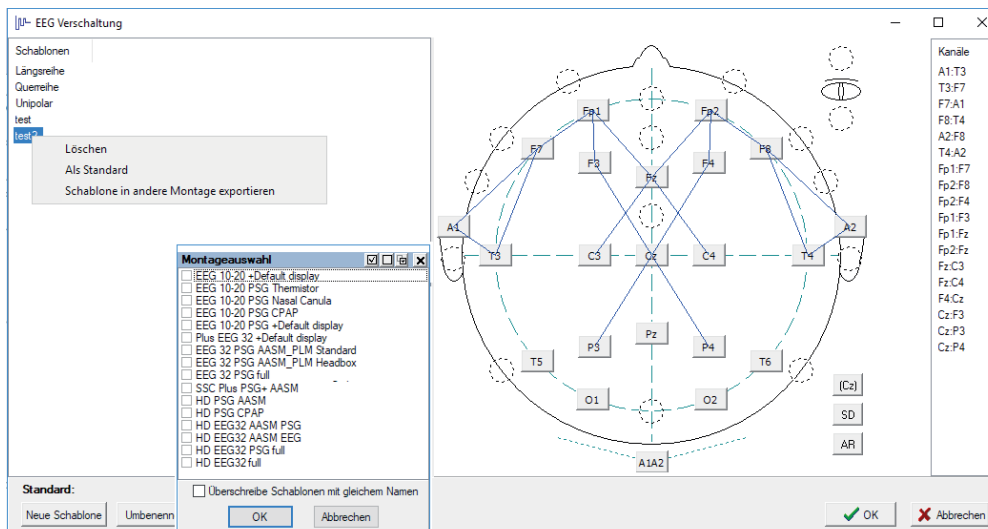 EEG Verschaltung
Schablonen
Längsreihe
Querreihe
Unipolar
test
test2
Löschen
Als Standard
Schablone in andere Montage exportieren
Montageauswahl
EEG 10-20 +Default display
EEG 10-20 PSG Thermistor
EEG 10-20 PSG Nasal Canula
EEG 10-20 PSG CPAP
EEG 10-20 PSG +Default display
Plus EEG 32 +Default display
EEG 32 PSG AASM_PLM Standard
EEG 32 PSG AASM_PLM Headbox
EEG 32 PSG full
SSC Plus PSG+ AASM
HD PSG AASM
HD PSG CPAP
HD EEG32 AASM PSG
HD EEG32 AASM EEG
HD EEG32 PSG full
HD EEG32 full
Überschreibe Schablonen mit gleichem Namen
OK
Abbrechen
Standard:
Neue Schablone
Umbenenn
Fp1
Fp2
F7
F3
Fz
F4
F8
A1
A2
T3
C3
Cz
C4
T4
T5
P3
Pz
P4
T6
O1
O2
A1A2
(Cz)
SD
AR
Kanäle
A1:T3
T3:F7
F7:A1
F8:T4
A2:F8
T4:A2
Fp1:F7
Fp2:F8
Fp2:F4
Fp1:F3
Fp1:Fz
Fp2:Fz
Fz:C3
Fz:C4
F4:Cz
Cz:F3
Cz:P3
Cz:P4
OK
Abbrechen